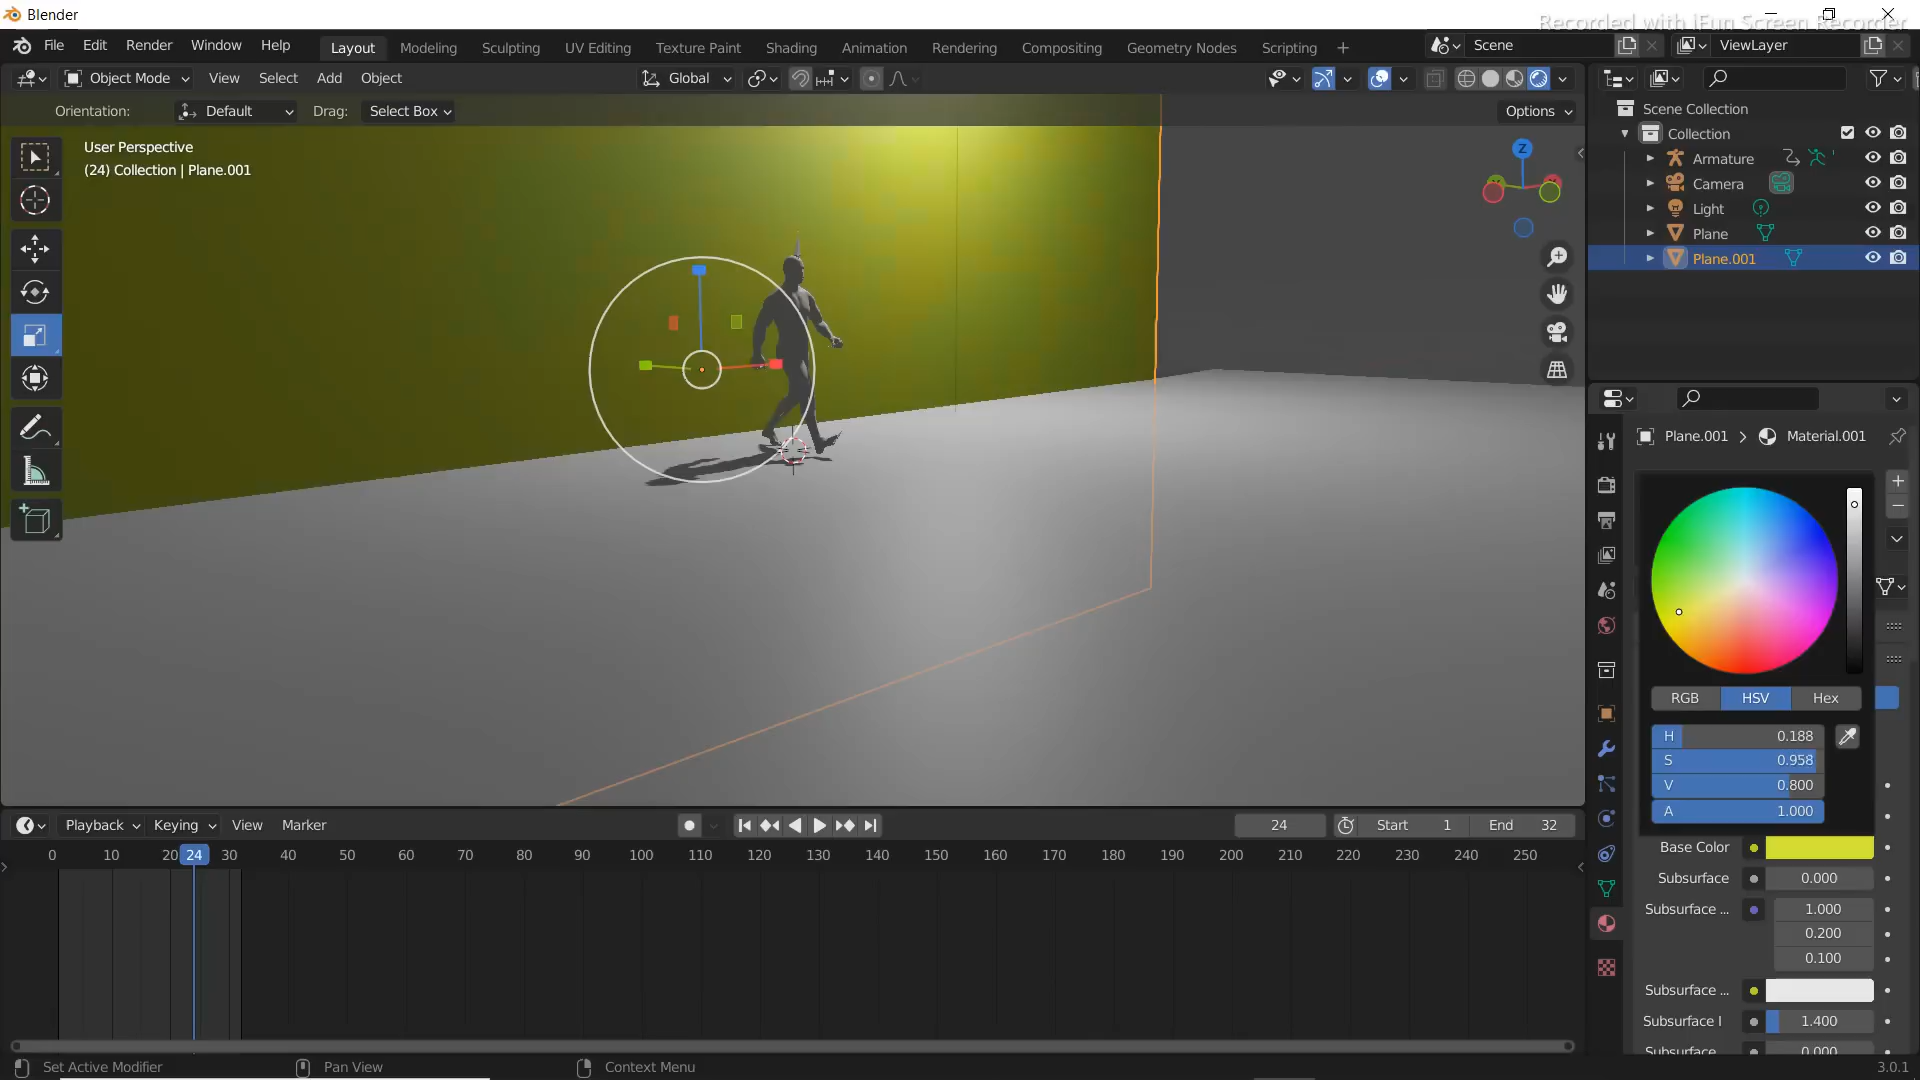 Blender
Recorded with iFun Screen Recorder
File Edit Render Window Help
Layout Modeling Sculpting UV Editing Texture Paint Shading Animation Rendering Compositing Geometry Nodes Scripting +
Scene
ViewLayer
Object Mode View Select Add Object
Global
Orientation: Default Drag: Select Box
Options
User Perspective
(24) Collection | Plane.001
Z
Scene Collection
Collection
Armature
Camera
Light
Plane
Plane.001
Plane.001 > Material.001
RGB HSV Hex
H 0.188
S 0.958
V 0.800
A 1.000
Base Color
Subsurface 0.000
Subsurface ... 1.000
0.200
0.100
Subsurface ...
Subsurface I 1.400
Subsurface 0.000
Playback Keying View Marker
24
Start 1
End 32
0 10 20 24 30 40 50 60 70 80 90 100 110 120 130 140 150 160 170 180 190 200 210 220 230 240 250
Set Active Modifier
Pan View
Context Menu
3.0.1